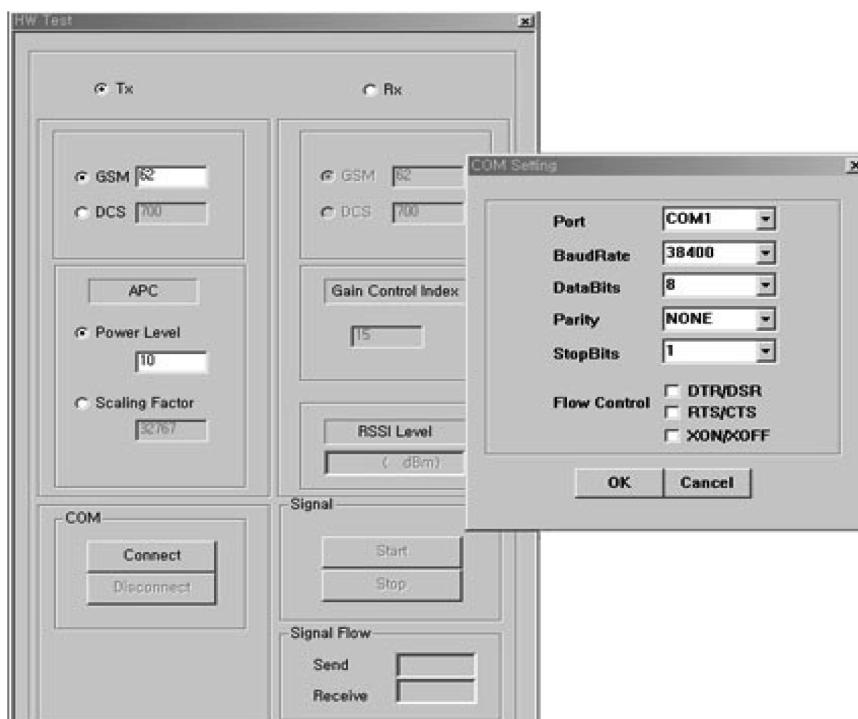 HW Test
Tx
Rx
GSM 62
DCS 700
GSM 62
DCS 700
APC
Power Level
10
Scaling Factor
32767
Gain Control Index
15
RSSI Level
( dBm)
COM
Connect
Disconnect
Signal
Start
Stop
Signal Flow
Send
Receive
COM Setting
Port COM1
BaudRate 38400
DataBits 8
Parity NONE
StopBits 1
Flow Control DTR/DSR
RTS/CTS
XON/XOFF
OK Cancel